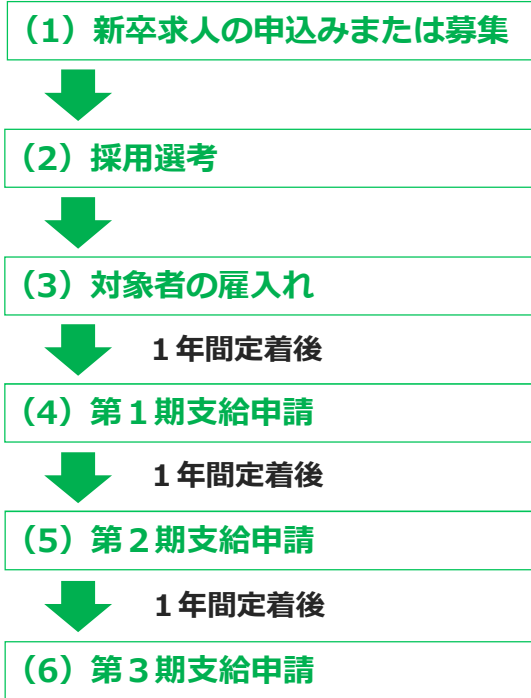 （1）新卒求人の申込みまたは募集
（2）採用選考
（3）対象者の雇入れ
１年間定着後
（4）第１期支給申請
１年間定着後
（5）第２期支給申請
１年間定着後
（6）第３期支給申請